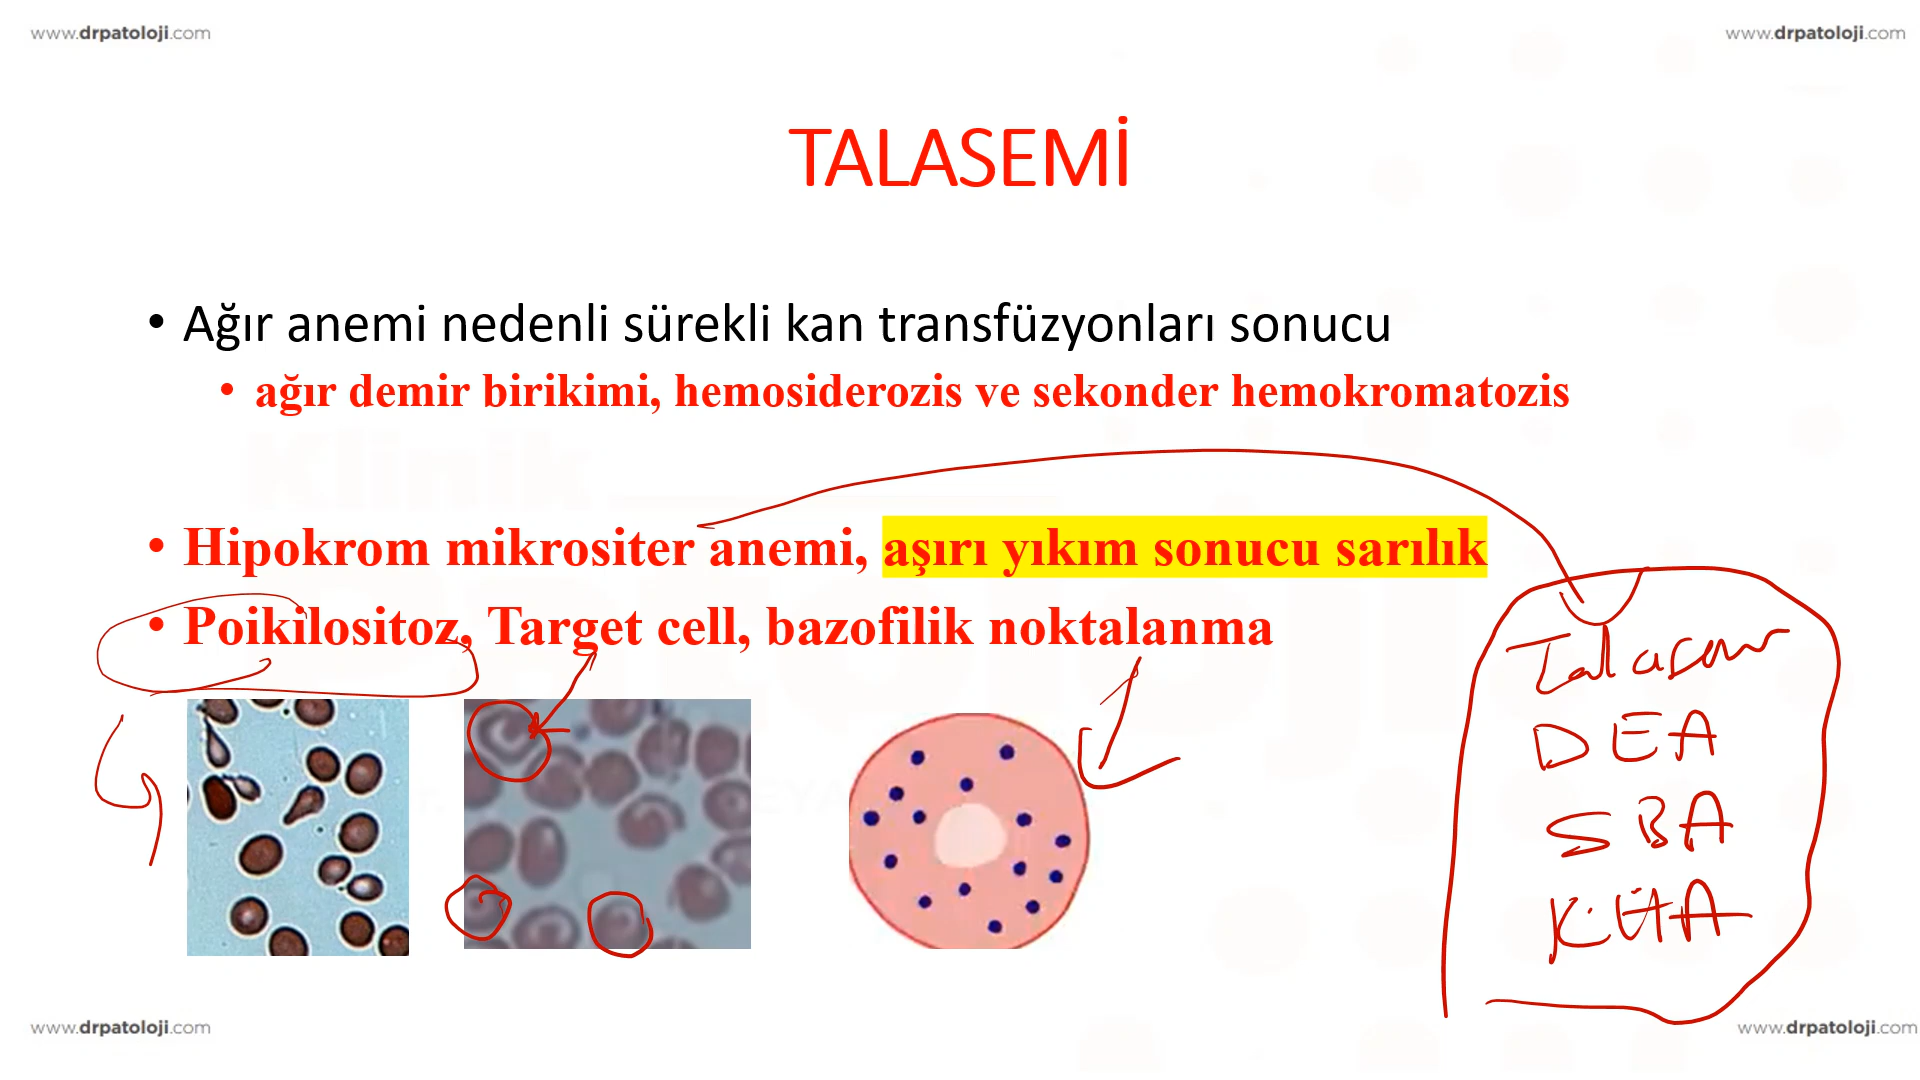 www.drpatoloji.com
www.drpatoloji.com
TALASEMİ
• Ağır anemi nedenli sürekli kan transfüzyonları sonucu
• ağır demir birikimi, hemosiderozis ve sekonder hemokromatozis
• Hipokrom mikrositer anemi, aşırı yıkım sonucu sarılık
• Poikilositoz, Target cell, bazofilik noktalanma
DEA
SBA
KHA
www.drpatoloji.com
www.drpatoloji.com